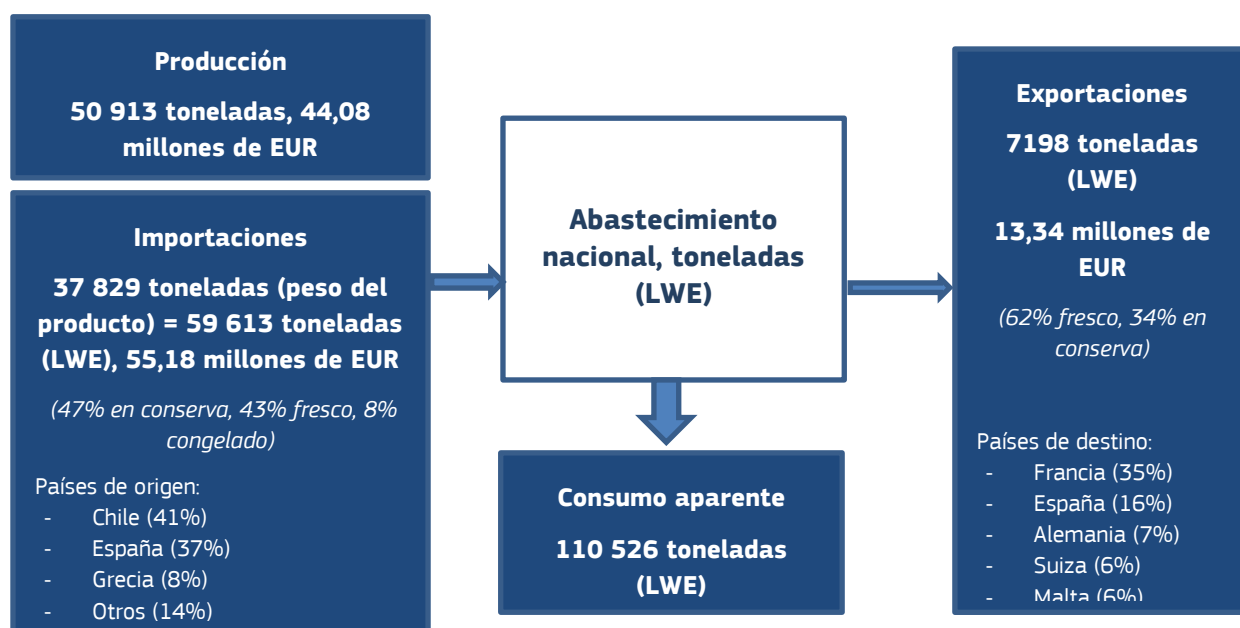 Producción
50 913 toneladas, 44,08
millones de EUR
Importaciones
37 829 toneladas (peso del
producto) = 59 613 toneladas
(LWE), 55,18 millones de EUR
(47% en conserva, 43% fresco, 8%
congelado)
Países de origen:
- Chile (41%)
- España (37%)
- Grecia (8%)
- Otros (14%)
Abastecimiento
nacional, toneladas
(LWE)
Consumo aparente
110 526 toneladas
(LWE)
Exportaciones
7198 toneladas
(LWE)
13,34 millones de
EUR
(62% fresco, 34% en
conserva)
Países de destino:
- Francia (35%)
- España (16%)
- Alemania (7%)
- Suiza (6%)
- Malta (6%)